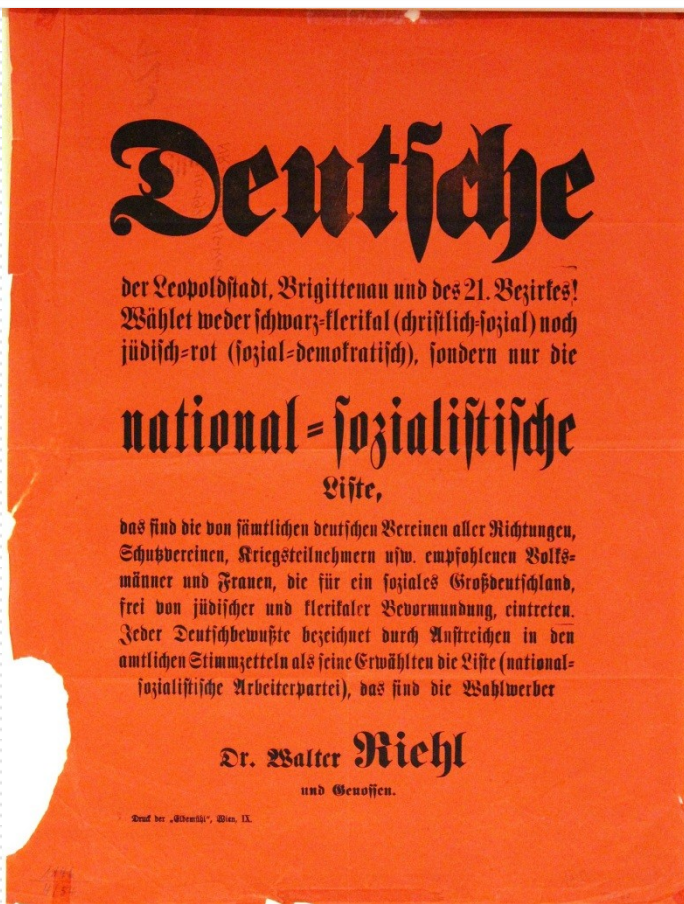 Deutsche
der Leopoldstadt, Brigittenau und des 21. Bezirkes!
Wählet weder schwarz-klerikal (christlich-sozial) noch
jüdisch-rot (sozial-demokratisch), sondern nur die
national-sozialistische
Liste,
das sind die von sämtlichen deutschen Vereinen aller Richtungen,
Schutzvereinen, Kriegsteilnehmern usw. empfohlenen Volks-
männer und Frauen, die für ein soziales Großdeutschland,
frei von jüdischer und klerikaler Bevormundung, eintreten.
Jeder Deutschbewußte bezeichnet durch Anstreichen in den
amtlichen Stimmzetteln als seine Erwählten die Liste (national-
sozialistische Arbeiterpartei), das sind die Wahlwerber
Dr. Walter Riehl
und Genossen.
Druck der „Elbemühl“, Wien, IX.